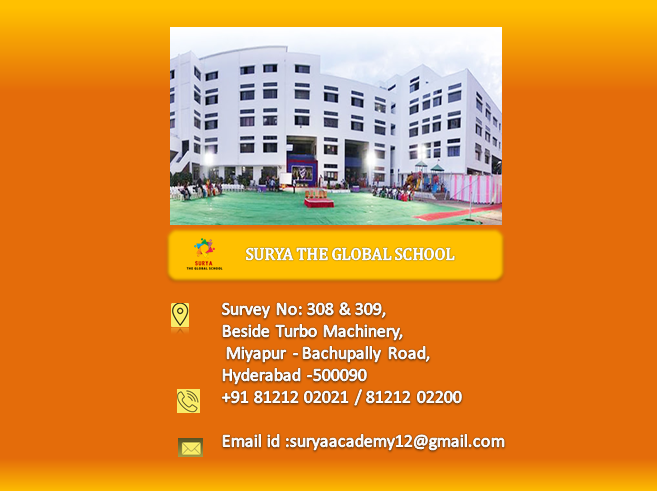 SURYA
THE GLOBAL SCHOOL
SURYA THE GLOBAL SCHOOL
Survey No: 308 & 309,
Beside Turbo Machinery,
Miyapur - Bachupally Road,
Hyderabad -500090
+91 81212 02021 / 81212 02200
Email id :suryaacademy12@gmail.com